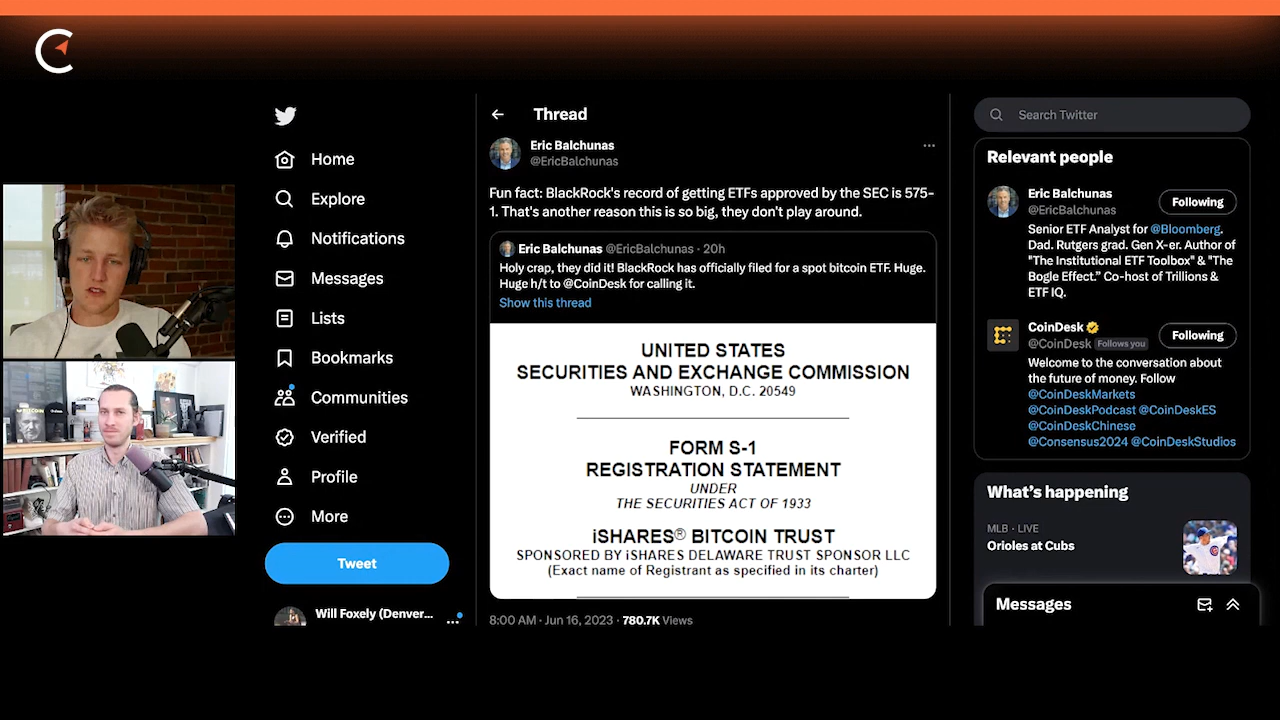 Home
Explore
Notifications
Messages
Lists
Bookmarks
Communities
Verified
Profile
More
Tweet
Will Foxely (Denver...
Thread
Eric Balchunas
@EricBalchunas
Fun fact: BlackRock's record of getting ETFs approved by the SEC is 575-
1. That's another reason this is so big, they don't play around.
Eric Balchunas @EricBalchunas · 20h
Holy crap, they did it! BlackRock has officially filed for a spot bitcoin ETF. Huge.
Huge h/t to @CoinDesk for calling it.
Show this thread
UNITED STATES
SECURITIES AND EXCHANGE COMMISSION
WASHINGTON, D.C. 20549
FORM S-1
REGISTRATION STATEMENT
UNDER
THE SECURITIES ACT OF 1933
iSHARES® BITCOIN TRUST
SPONSORED BY iSHARES DELAWARE TRUST SPONSOR LLC
(Exact name of Registrant as specified in its charter)
8:00 AM · Jun 16, 2023 · 780.7K Views
Search Twitter
Relevant people
Eric Balchunas
@EricBalchunas
Following
Senior ETF Analyst for @Bloomberg.
Dad. Rutgers grad. Gen X-er. Author of
"The Institutional ETF Toolbox" & "The
Bogle Effect." Co-host of Trillions &
ETF IQ.
CoinDesk
@CoinDesk Follows you
Following
Welcome to the conversation about
the future of money. Follow
@CoinDeskMarkets
@CoinDeskPodcast @CoinDeskES
@CoinDeskChinese
@Consensus2024 @CoinDeskStudios
What's happening
MLB · LIVE
Orioles at Cubs
Messages